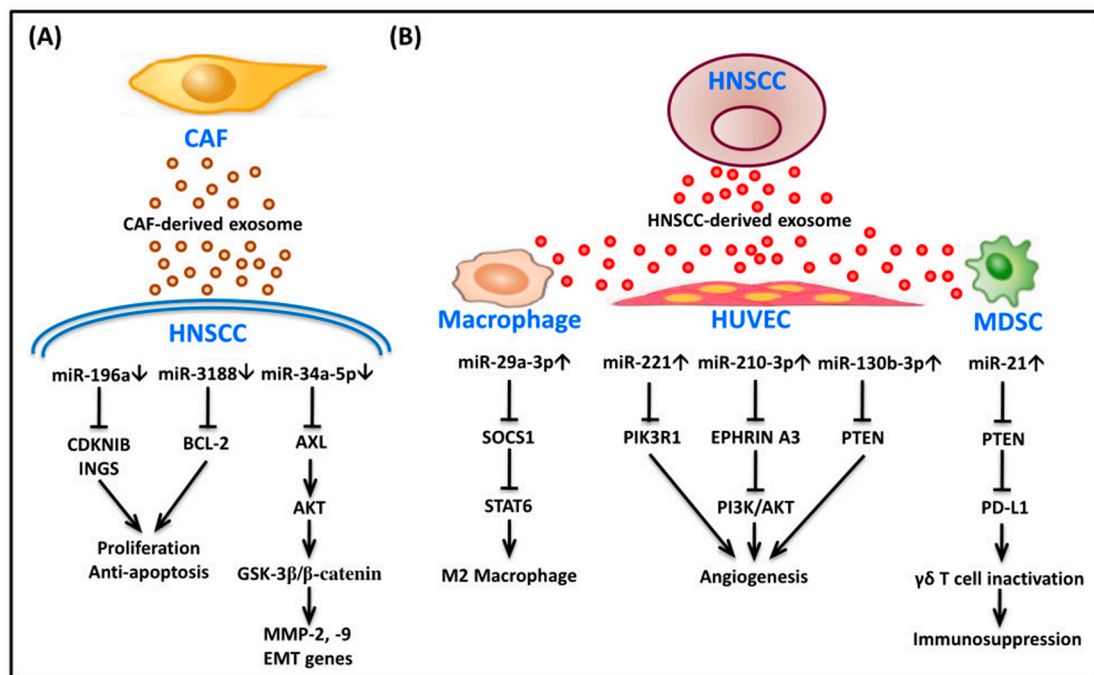 (A)
CAF
CAF-derived exosome
HNSCC
miR-196a↓ miR-3188↓ miR-34a-5p↓
CDKNIB
INGS
BCL-2
AXL
AKT
Proliferation
Anti-apoptosis
GSK-3β/β-catenin
MMP-2, -9
EMT genes
(B)
HNSCC
HNSCC-derived exosome
Macrophage
HUVEC
MDSC
miR-29a-3p↑ miR-221↑ miR-210-3p↑ miR-130b-3p↑ miR-21↑
SOCS1 PIK3R1 EPHRIN A3 PTEN PTEN
STAT6 PI3K/AKT PD-L1
M2 Macrophage Angiogenesis γδ T cell inactivation
Immunosuppression